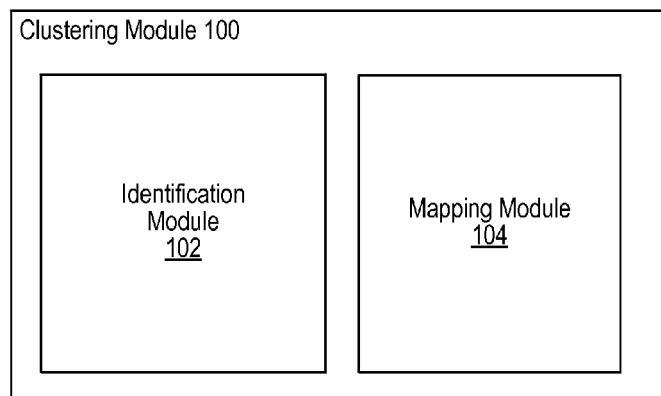 Clustering Module 100
Identification
Module
102
Mapping Module
104